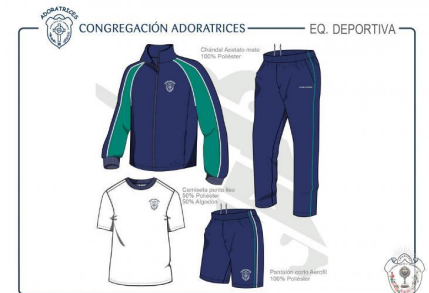 ADORATRICES
CONGREGACIÓN ADORATRICES
EQ. DEPORTIVA
Chándal Acetato mate
100% Poliéster
Camiseta punto liso
50% Poliéster
50% Algodón
Pantalón corto Aerofil
100% Poliéster